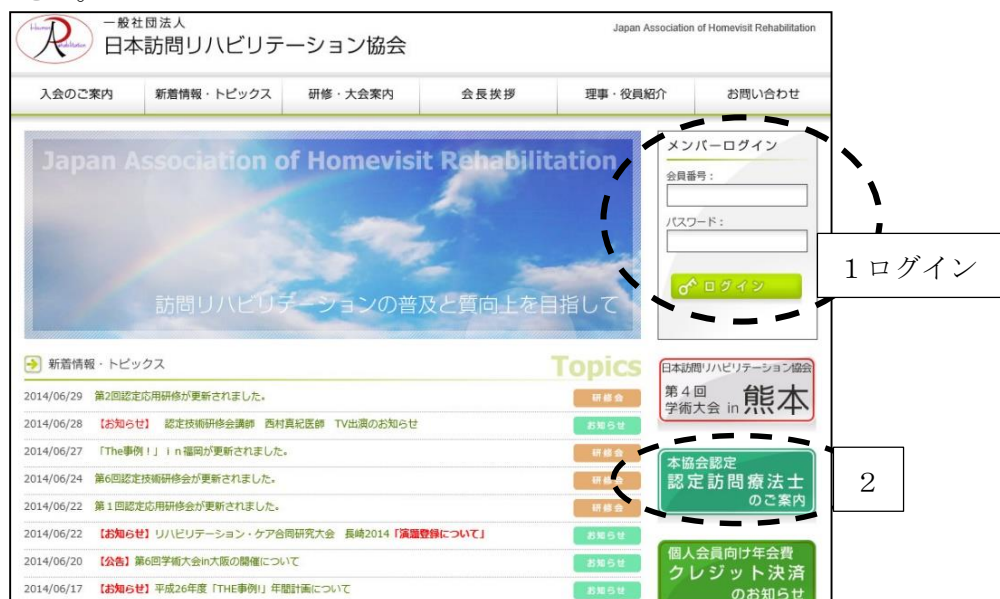 一般社団法人
日本訪問リハビリテーション協会
Japan Association of Homevisit Rehabilitation
入会のご案内 新着情報・トピックス 研修・大会案内 会長挨拶 理事・役員紹介 お問い合わせ
Japan Association of Homevisit Rehabilitation
訪問リハビリテーションの普及と質向上を目指して
メンバーログイン
会員番号：
パスワード：
ログイン
1ログイン
新着情報・トピックス Topics
2014/06/29 第2回認定応用研修が更新されました。 研修会
2014/06/28 【お知らせ】 認定技術研修会講師 西村真紀医師 TV出演のお知らせ お知らせ
2014/06/27 「The事例！」ｉｎ福岡が更新されました。 研修会
2014/06/24 第6回認定技術研修会が更新されました。 研修会
2014/06/22 第１回認定応用研修会が更新されました。 研修会
2014/06/22 【お知らせ】リハビリテーション・ケア合同研究大会 長崎2014「演題登録について」 お知らせ
2014/06/20 【公告】第6回学術大会in大阪の開催について お知らせ
2014/06/17 【お知らせ】平成26年度「THE事例!」年間計画について お知らせ
日本訪問リハビリテーション協会
第4回
学術大会 in 熊本
本協会認定
認定訪問療法士
のご案内
2
個人会員向け年会費
クレジット決済
のお知らせ